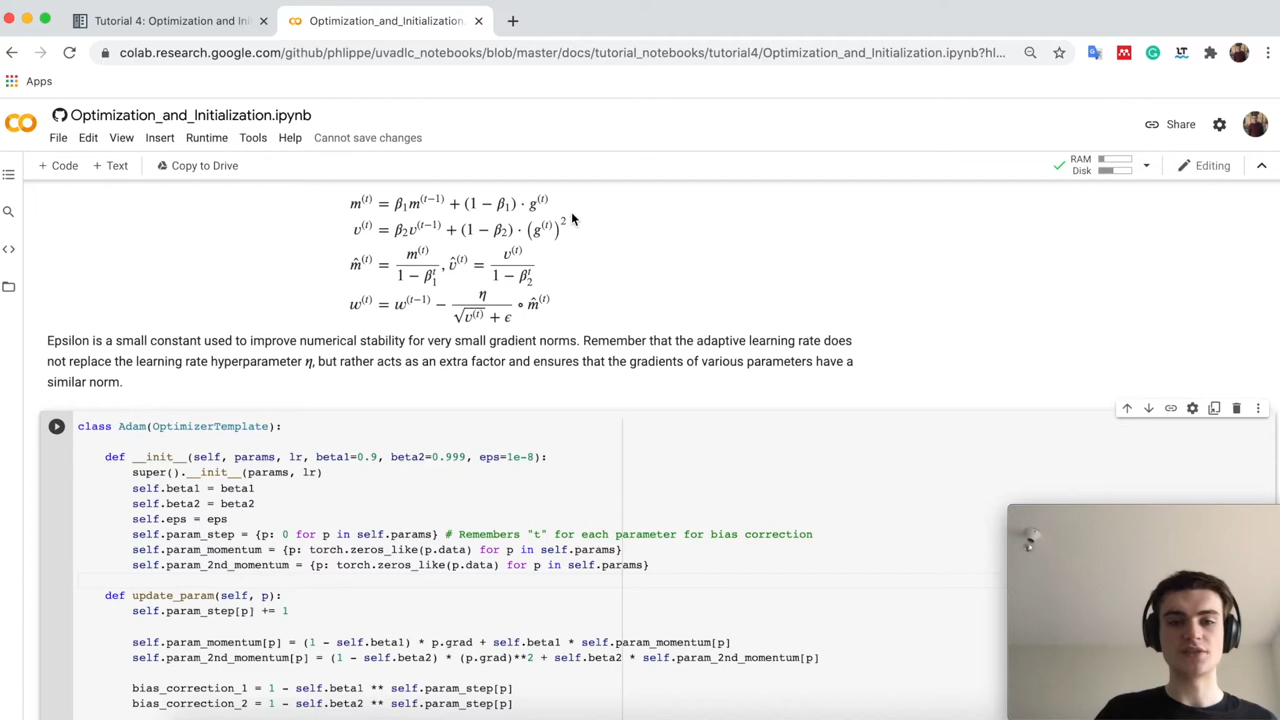 Tutorial 4: Optimization and Ini
Optimization_and_Initialization.
colab.research.google.com/github/phlippe/uvadlc_notebooks/blob/master/docs/tutorial_notebooks/tutorial4/Optimization_and_Initialization.ipynb?hl...
Apps
Optimization_and_Initialization.ipynb
Share
File Edit View Insert Runtime Tools Help Cannot save changes
+ Code + Text Copy to Drive RAM Disk Editing
m^(t) = β₁m^(t−1) + (1 − β₁) · g^(t)
v^(t) = β₂v^(t−1) + (1 − β₂) · (g^(t))²
m̂^(t) = m^(t) / (1 − β₁^t), v̂^(t) = v^(t) / (1 − β₂^t)
w^(t) = w^(t−1) − η / (√v^(t) + ϵ) ∘ m̂^(t)
Epsilon is a small constant used to improve numerical stability for very small gradient norms. Remember that the adaptive learning rate does
not replace the learning rate hyperparameter η, but rather acts as an extra factor and ensures that the gradients of various parameters have a
similar norm.
class Adam(OptimizerTemplate):
def __init__(self, params, lr, beta1=0.9, beta2=0.999, eps=1e-8):
super().__init__(params, lr)
self.beta1 = beta1
self.beta2 = beta2
self.eps = eps
self.param_step = {p: 0 for p in self.params} # Remembers "t" for each parameter for bias correction
self.param_momentum = {p: torch.zeros_like(p.data) for p in self.params}
self.param_2nd_momentum = {p: torch.zeros_like(p.data) for p in self.params}
def update_param(self, p):
self.param_step[p] += 1
self.param_momentum[p] = (1 - self.beta1) * p.grad + self.beta1 * self.param_momentum[p]
self.param_2nd_momentum[p] = (1 - self.beta2) * (p.grad)**2 + self.beta2 * self.param_2nd_momentum[p]
bias_correction_1 = 1 - self.beta1 ** self.param_step[p]
bias_correction_2 = 1 - self.beta2 ** self.param_step[p]